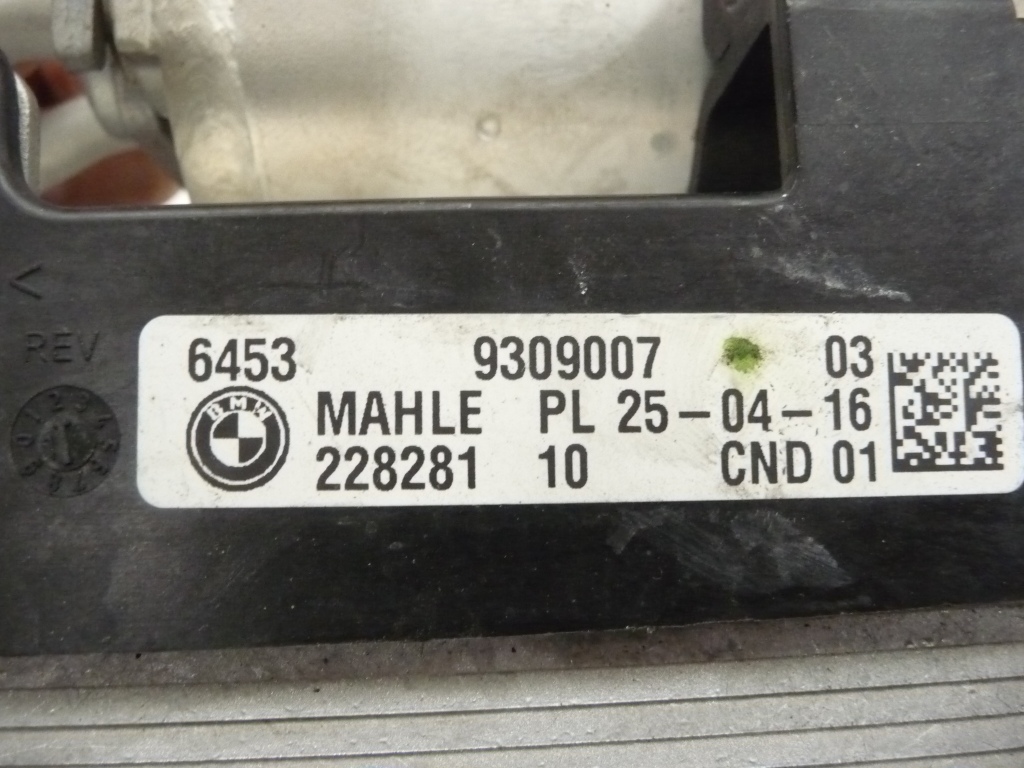 <
REV
6453 9309007 03
BMW
MAHLE PL 25-04-16
228281 10 CND 01